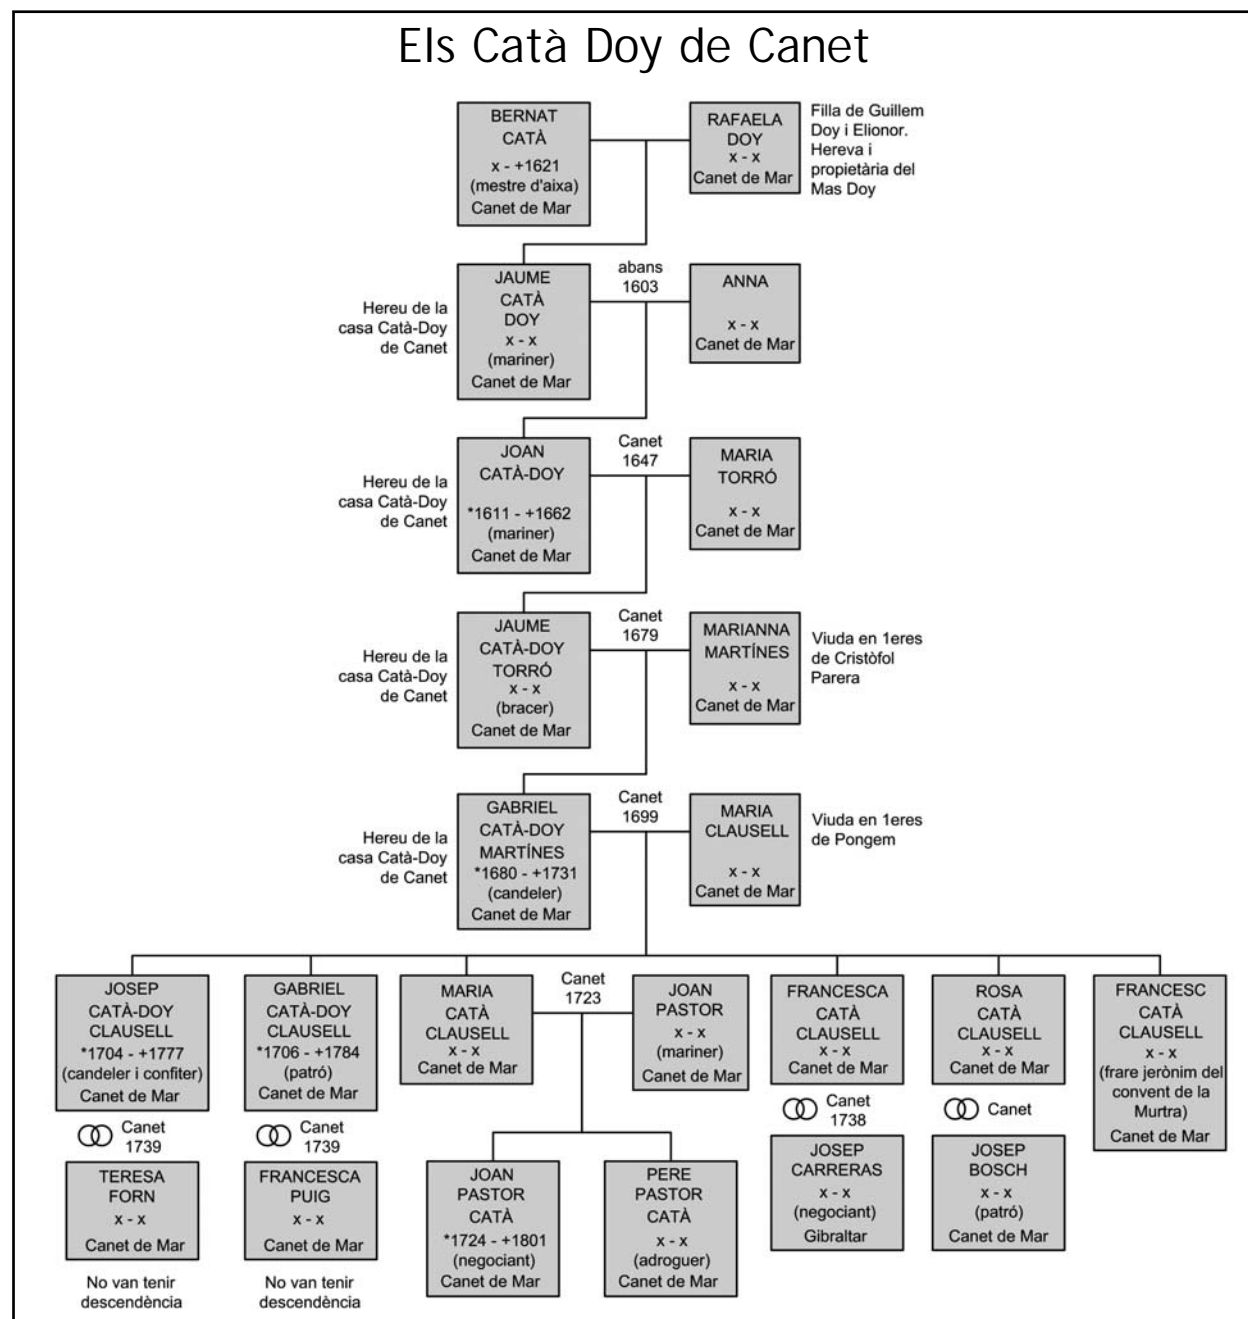 Els Catà Doy de Canet
BERNAT
CATÀ
x - +1621
(mestre d'aixa)
Canet de Mar
RAFAELA
DOY
x - x
Canet de Mar
Filla de Guillem
Doy i Elionor.
Hereva i
propietària del
Mas Doy
Hereu de la
casa Catà-Doy
de Canet
JAUME
CATÀ
DOY
x - x
(mariner)
Canet de Mar
abans
1603
ANNA
x - x
Canet de Mar
Hereu de la
casa Catà-Doy
de Canet
JOAN
CATÀ-DOY
*1611 - +1662
(mariner)
Canet de Mar
Canet
1647
MARIA
TORRÓ
x - x
Canet de Mar
Hereu de la
casa Catà-Doy
de Canet
JAUME
CATÀ-DOY
TORRÓ
x - x
(bracer)
Canet de Mar
Canet
1679
MARIANNA
MARTÍNES
x - x
Canet de Mar
Viuda en 1eres
de Cristòfol
Parera
Hereu de la
casa Catà-Doy
de Canet
GABRIEL
CATÀ-DOY
MARTÍNES
*1680 - +1731
(candeler)
Canet de Mar
Canet
1699
MARIA
CLAUSELL
x - x
Canet de Mar
Viuda en 1eres
de Pongem
JOSEP
CATÀ-DOY
CLAUSELL
*1704 - +1777
(candeler i confiter)
Canet de Mar
Canet
1739
TERESA
FORN
x - x
Canet de Mar
No van tenir
descendència
GABRIEL
CATÀ-DOY
CLAUSELL
*1706 - +1784
(patró)
Canet de Mar
Canet
1739
FRANCESCA
PUIG
x - x
Canet de Mar
No van tenir
descendència
MARIA
CATÀ
CLAUSELL
x - x
Canet de Mar
Canet
1723
JOAN
PASTOR
x - x
(mariner)
Canet de Mar
JOAN
PASTOR
CATÀ
*1724 - +1801
(negociant)
Canet de Mar
PERE
PASTOR
CATÀ
x - x
(adroguer)
Canet de Mar
FRANCESCA
CATÀ
CLAUSELL
x - x
Canet de Mar
Canet
1738
JOSEP
CARRERAS
x - x
(negociant)
Gibraltar
ROSA
CATÀ
CLAUSELL
x - x
Canet de Mar
Canet
JOSEP
BOSCH
x - x
(patró)
Canet de Mar
FRANCESC
CATÀ
CLAUSELL
x - x
(frare jerònim del
convent de la
Murtra)
Canet de Mar